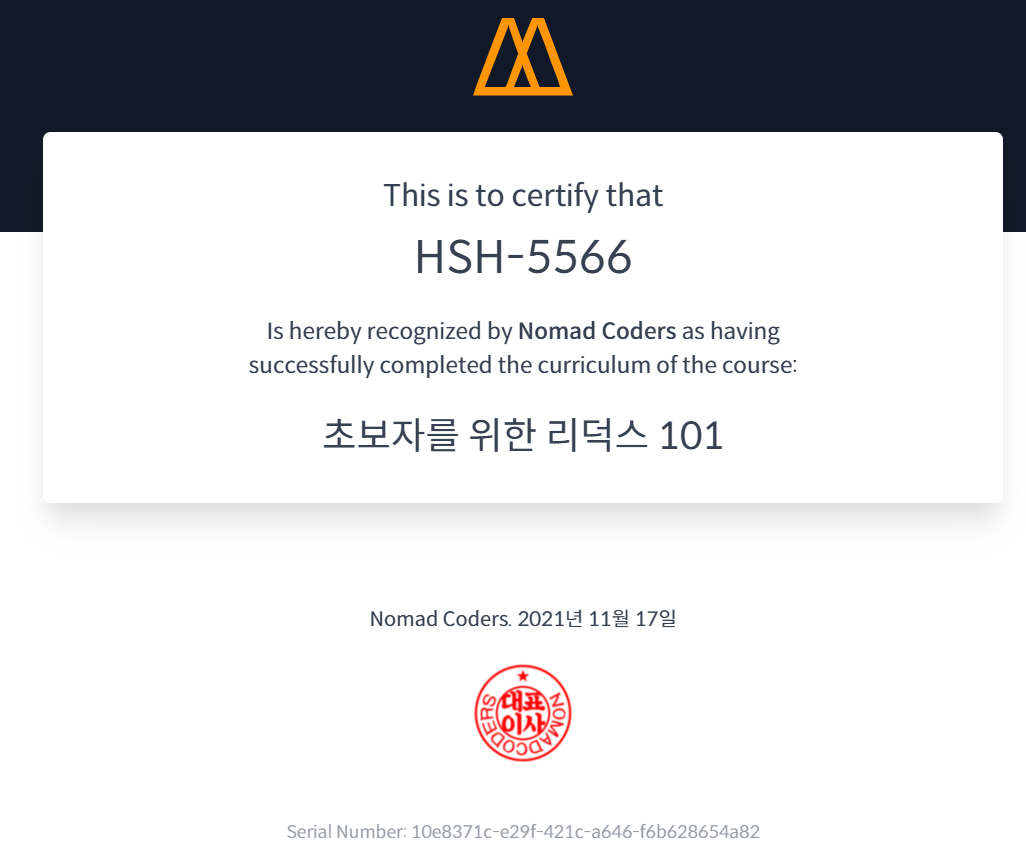 This is to certify that
HSH-5566
Is hereby recognized by Nomad Coders as having
successfully completed the curriculum of the course:
초보자를 위한 리덕스 101
Nomad Coders. 2021년 11월 17일
대표
이사
NOMADCODERS
Serial Number: 10e8371c-e29f-421c-a646-f6b628654a82